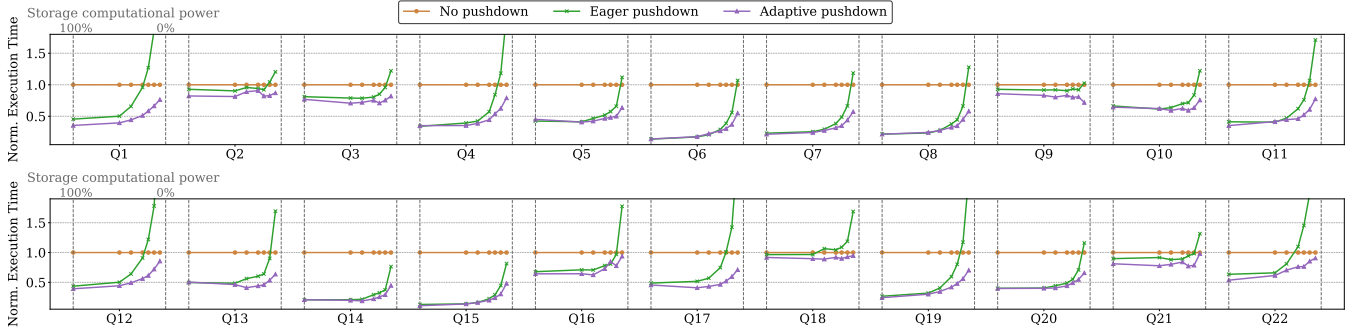 No pushdown
Eager pushdown
Adaptive pushdown
Storage computational power
100%
0%
Norm. Execution Time
1.5
1.0
0.5
Q1
Q2
Q3
Q4
Q5
Q6
Q7
Q8
Q9
Q10
Q11
Storage computational power
100%
0%
Norm. Execution Time
1.5
1.0
0.5
Q12
Q13
Q14
Q15
Q16
Q17
Q18
Q19
Q20
Q21
Q22